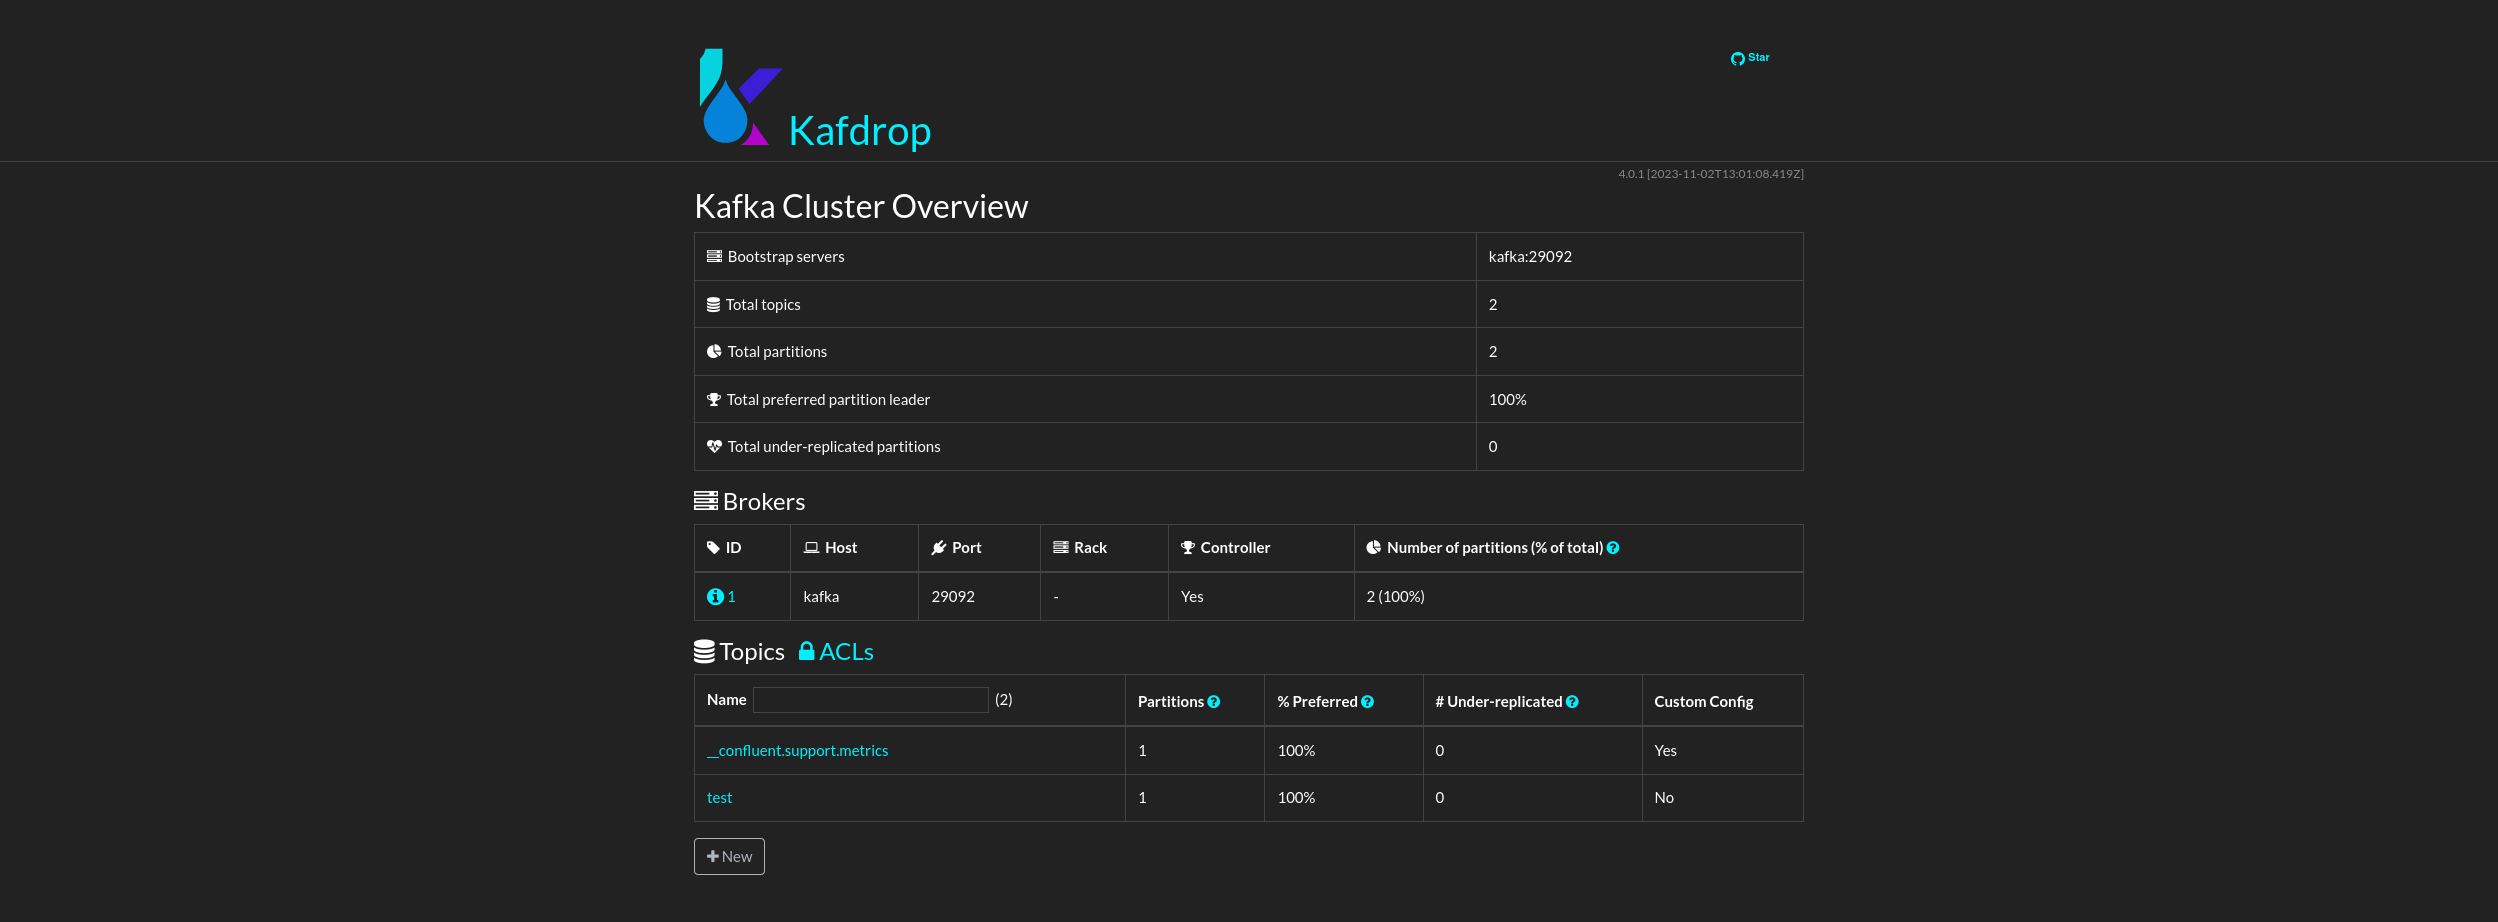 Star
Kafdrop
4.0.1 [2023-11-02T13:01:08.419Z]
Kafka Cluster Overview
Bootstrap servers kafka:29092
Total topics 2
Total partitions 2
Total preferred partition leader 100%
Total under-replicated partitions 0
Brokers
ID Host Port Rack Controller Number of partitions (% of total)
1 kafka 29092 - Yes 2 (100%)
Topics ACLs
Name (2) Partitions % Preferred # Under-replicated Custom Config
__confluent.support.metrics 1 100% 0 Yes
test 1 100% 0 No
New